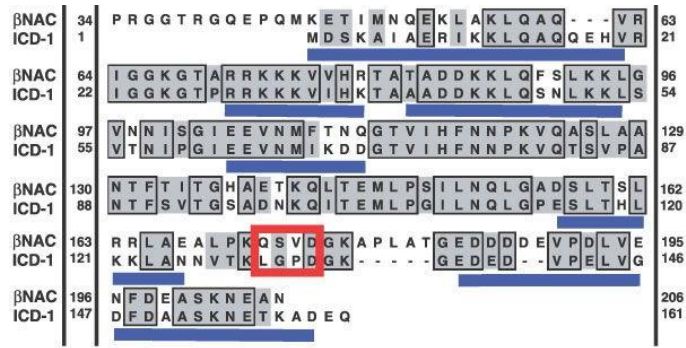 βNAC 34 PRGGTRGQEPQMKETIMNQEKLAKLQAQ---VR 63
ICD-1 1 MDSKAIAERIKKLQAQQEHVR 21
βNAC 64 IGGKGTARRKKKVVHRTATADDKKLQFSLKKLG 96
ICD-1 22 IGGKGTPRRKKKVIHKTAAADDKKLQSNLKKLS 54
βNAC 97 VNNISGIEEVNMFTNQGTVIHFNNPKVQASLAA 129
ICD-1 55 VTNIPGIEEVNMIKDDGTVIHFNNPKVQTSVPA 87
βNAC 130 NTFTITGHAETKQLTEMLPSILNQLGADSLTSL 162
ICD-1 88 NTFSVTGSADNKQITEMLPGILNQLGPESLTHL 120
βNAC 163 RRLAEALPKQSVDGKAPLATGEDDDDEVPDLVE 195
ICD-1 121 KKLANNVTKLGPDGK-----GEDED--VPELVG 146
βNAC 196 NFDEASKNEAN 206
ICD-1 147 DFDAASKNETKADEQ 161